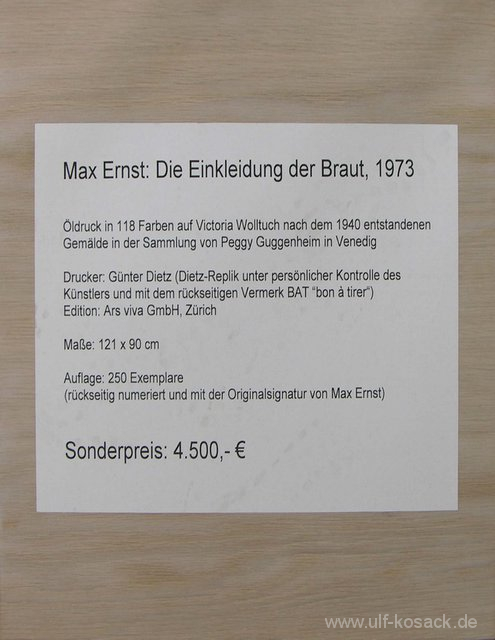 Max Ernst: Die Einkleidung der Braut, 1973
Öldruck in 118 Farben auf Victoria Wolltuch nach dem 1940 entstandenen
Gemälde in der Sammlung von Peggy Guggenheim in Venedig
Drucker: Günter Dietz (Dietz-Replik unter persönlicher Kontrolle des
Künstlers und mit dem rückseitigen Vermerk BAT “bon à tirer“)
Edition: Ars viva GmbH, Zürich
Maße: 121 x 90 cm
Auflage: 250 Exemplare
(rückseitig numeriert und mit der Originalsignatur von Max Ernst)
Sonderpreis: 4.500,- €
www.ulf-kosack.de